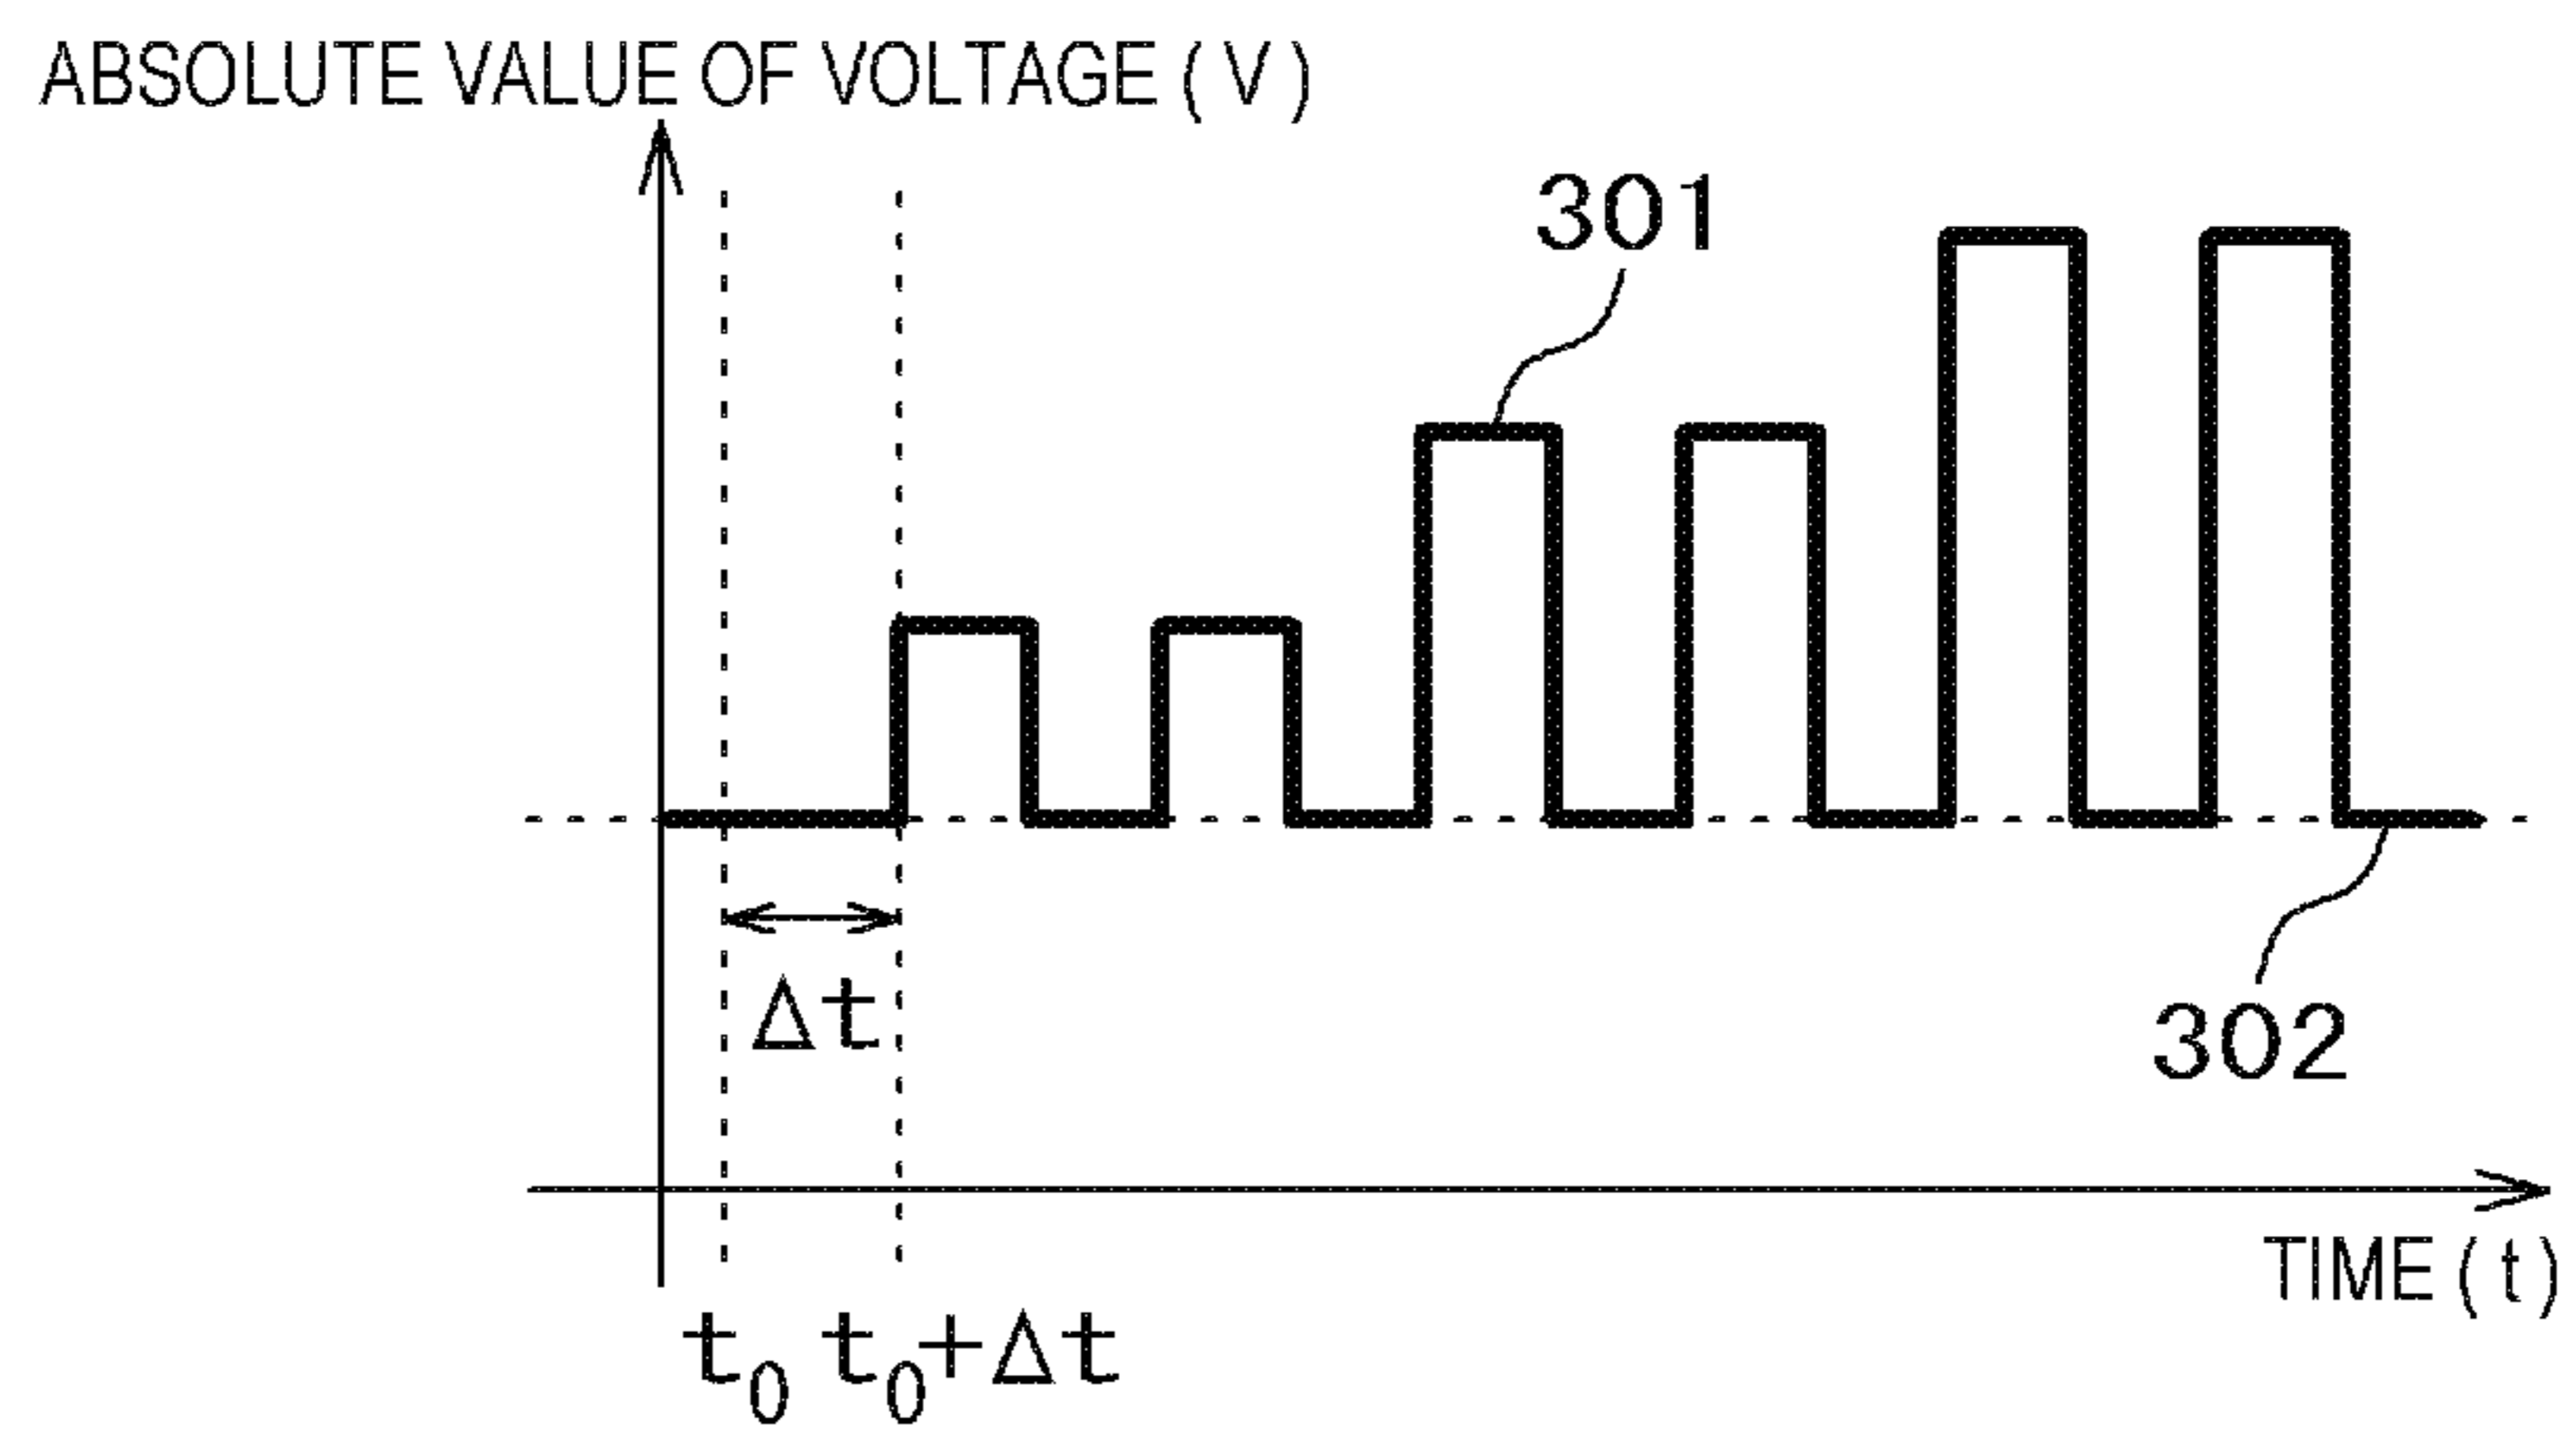 ABSOLUTE VALUE OF VOLTAGE ( V )
301
Δt
302
TIME ( t )
t₀ t₀+Δt